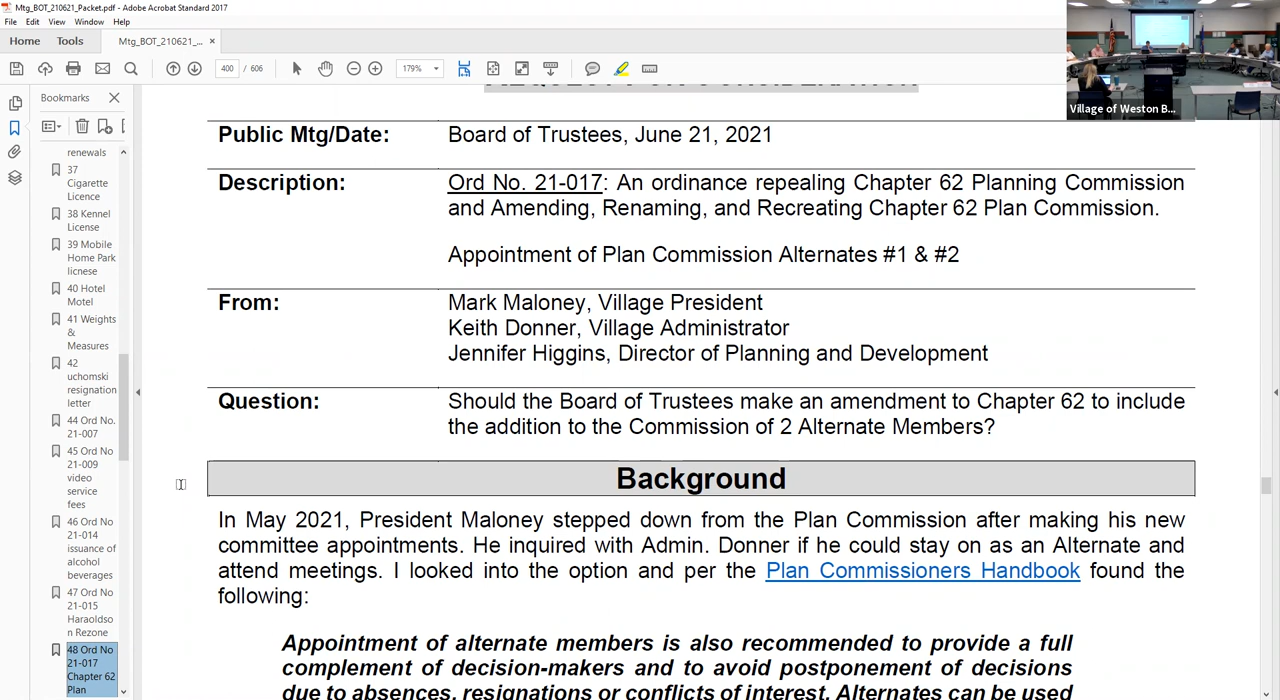 Mtg_BOT_210621_Packet.pdf - Adobe Acrobat Standard 2017
File Edit View Window Help
Home Tools Mtg_BOT_210621_... ×
400 / 606 179%
Bookmarks
renewals
37
Cigarette
Licence
38 Kennel
License
39 Mobile
Home Park
licnese
40 Hotel
Motel
41 Weights
&
Measures
42
uchomski
resignation
letter
44 Ord No.
21-007
45 Ord No
21-009
video
service
fees
46 Ord No
21-014
issuance of
alcohol
beverages
47 Ord No
21-015
Haraoldso
n Rezone
48 Ord No
21-017
Chapter 62
Plan
REQUEST FOR CONSIDERATION
Public Mtg/Date: Board of Trustees, June 21, 2021
Description: Ord No. 21-017: An ordinance repealing Chapter 62 Planning Commission
and Amending, Renaming, and Recreating Chapter 62 Plan Commission.
Appointment of Plan Commission Alternates #1 & #2
From: Mark Maloney, Village President
Keith Donner, Village Administrator
Jennifer Higgins, Director of Planning and Development
Question: Should the Board of Trustees make an amendment to Chapter 62 to include
the addition to the Commission of 2 Alternate Members?
Background
In May 2021, President Maloney stepped down from the Plan Commission after making his new
committee appointments. He inquired with Admin. Donner if he could stay on as an Alternate and
attend meetings. I looked into the option and per the Plan Commissioners Handbook found the
following:
Appointment of alternate members is also recommended to provide a full
complement of decision-makers and to avoid postponement of decisions
due to absences, resignations or conflicts of interest. Alternates can be used
Village of Weston B...